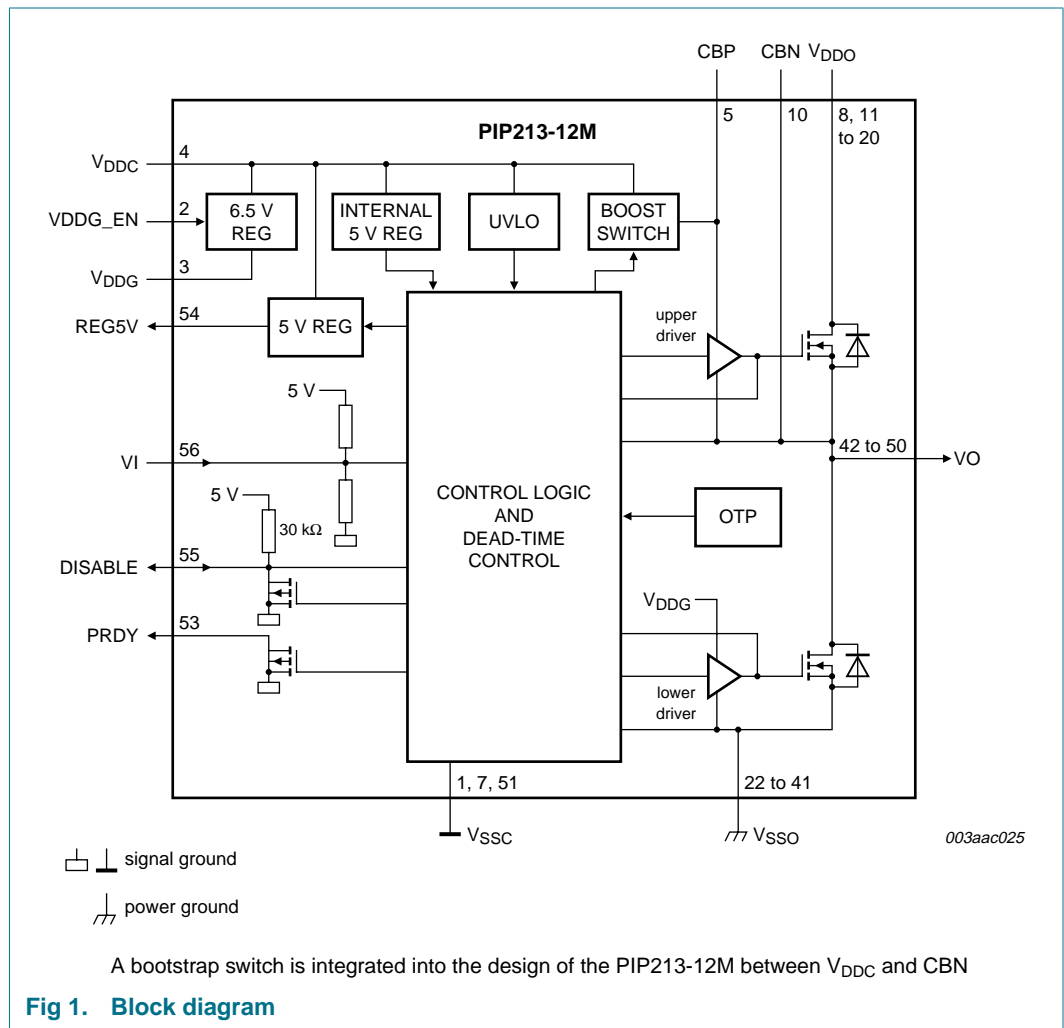 CBP CBN VDDO
5 10 8, 11
to 20
PIP213-12M
VDDC 4
VDDG_EN 2
6.5 V
REG
INTERNAL
5 V REG
UVLO
BOOST
SWITCH
VDDG 3
REG5V 54
5 V REG
upper
driver
5 V
VI 56
42 to 50 VO
5 V
30 kΩ
CONTROL LOGIC
AND
DEAD-TIME
CONTROL
OTP
DISABLE 55
VDDG
PRDY 53
lower
driver
1, 7, 51
22 to 41
VSSC
VSSO
003aac025
signal ground
power ground
A bootstrap switch is integrated into the design of the PIP213-12M between VDDC and CBN
Fig 1. Block diagram